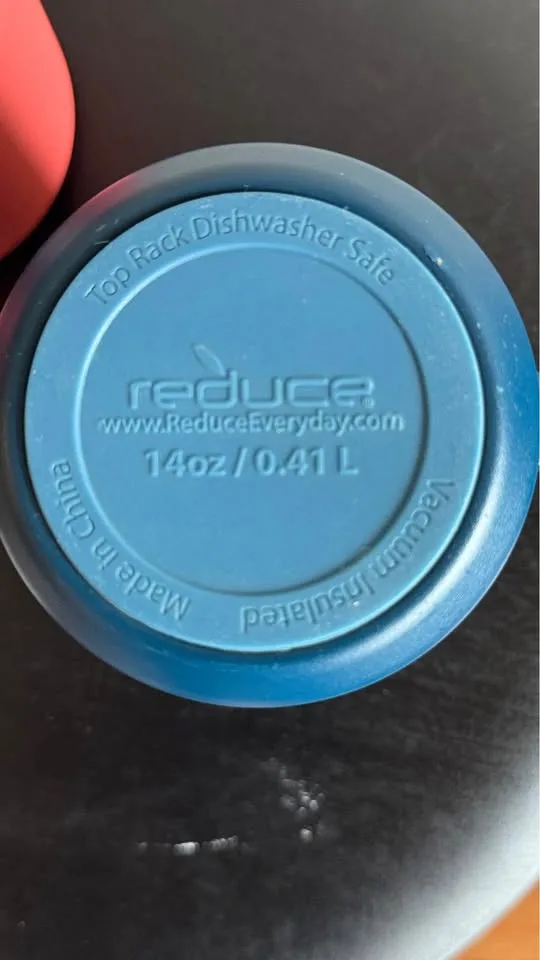 Top Rack Dishwasher Safe
reduce®
www.ReduceEveryday.com
14oz / 0.41 L
Vacuum Insulated
Made in China